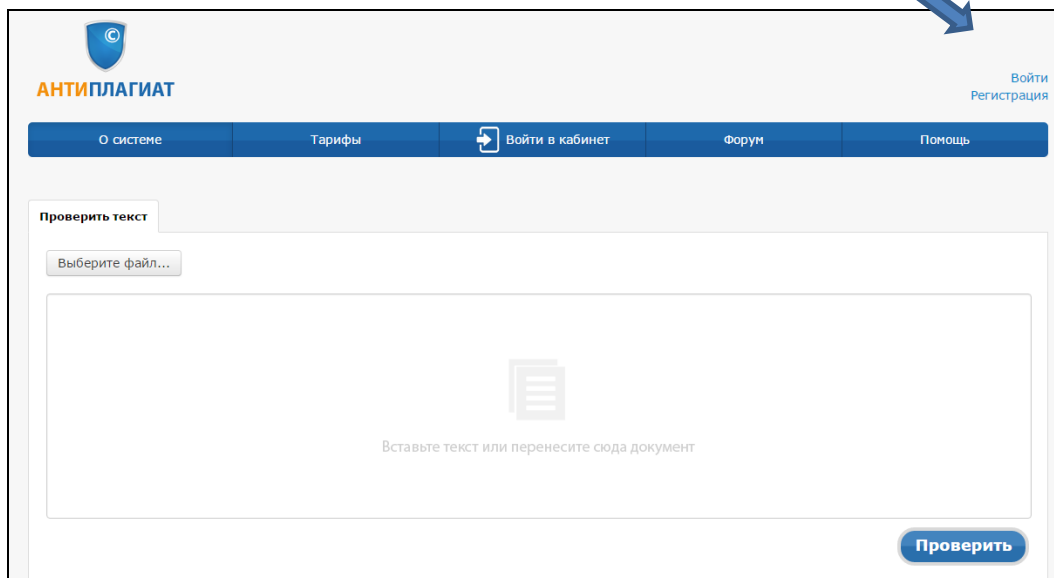 ©
АНТИПЛАГИАТ
Войти
Регистрация
О системе
Тарифы
Войти в кабинет
Форум
Помощь
Проверить текст
Выберите файл...
Вставьте текст или перенесите сюда документ
Проверить